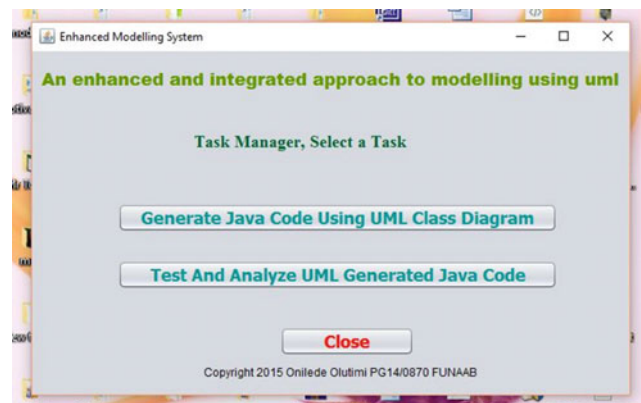 Enhanced Modelling System
An enhanced and integrated approach to modelling using uml
Task Manager, Select a Task
Generate Java Code Using UML Class Diagram
Test And Analyze UML Generated Java Code
Close
Copyright 2015 Onilede Olutimi PG14/0870 FUNAAB